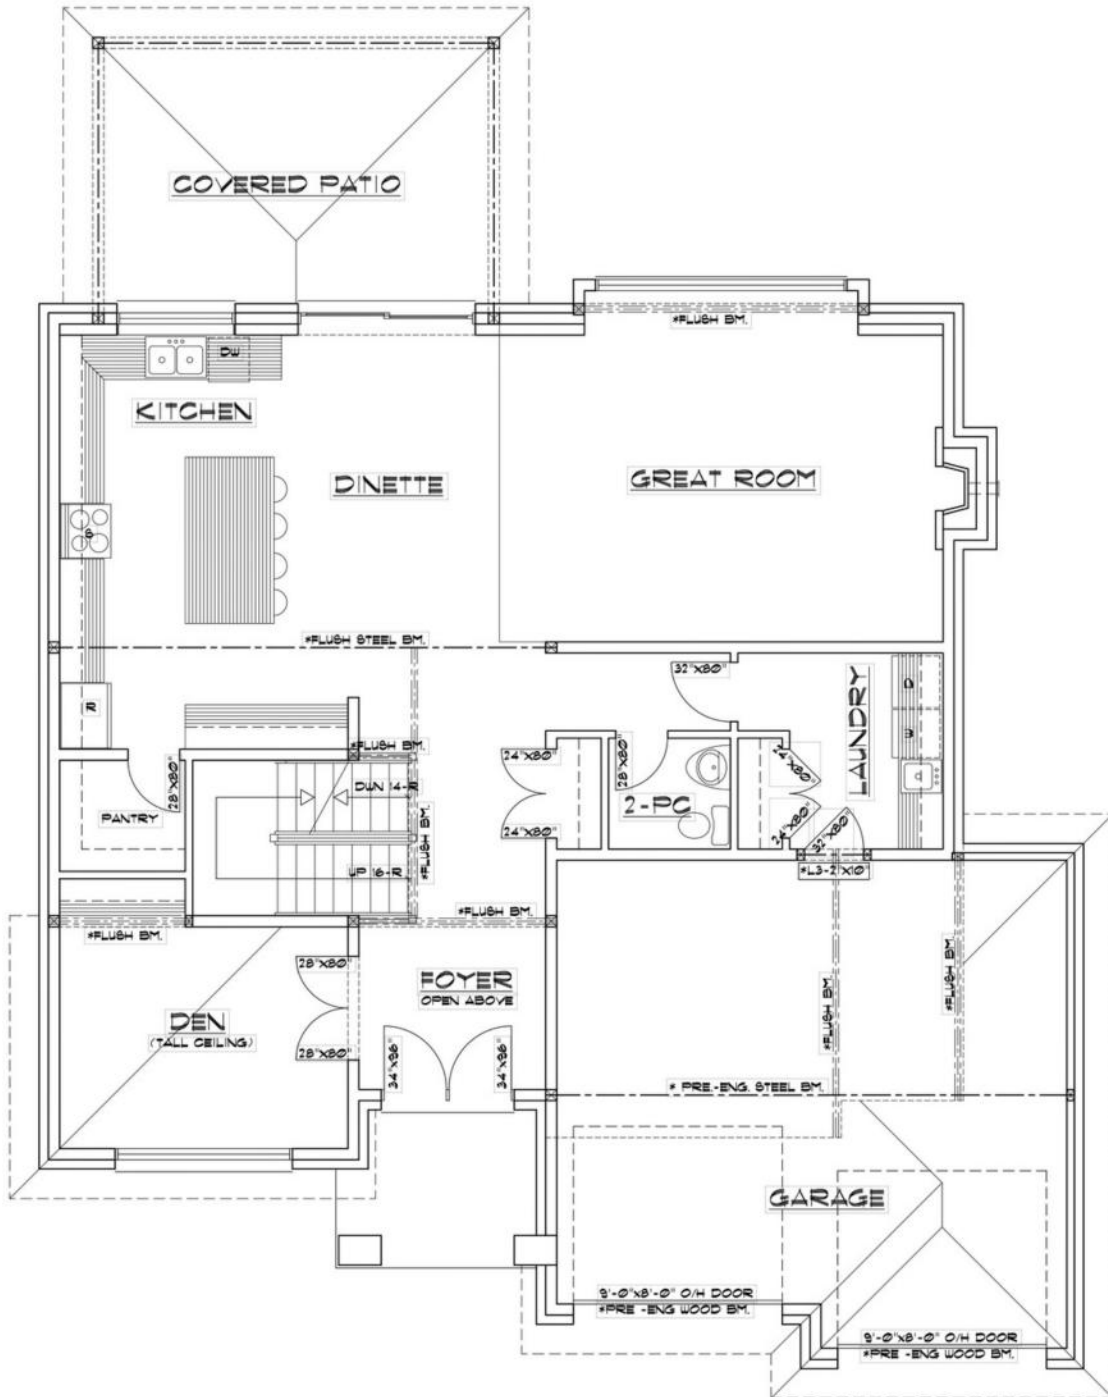 COVERED PATIO
*FLUSH BM.
DW
KITCHEN
DINETTE
GREAT ROOM
S
*FLUSH STEEL BM.
32"X80"
R
LAUNDRY
D
W
*FLUSH BM.
24"X80"
28"X80"
24"X80"
28"X80"
DWN 14-R
PANTRY
2-PC
*FLUSH BM.
24"X80"
24"X80"
32"X80"
UP 16-R
*L3-2"X10"
*FLUSH BM.
*FLUSH BM.
28"X80"
FOYER
OPEN ABOVE
*FLUSH BM.
*FLUSH BM.
DEN
(TALL CEILING)
28"X80"
34"X96"
34"X96"
* PRE.-ENG. STEEL BM.
GARAGE
9'-0"X8'-0" O/H DOOR
*PRE -ENG WOOD BM.
9'-0"X8'-0" O/H DOOR
*PRE -ENG WOOD BM.